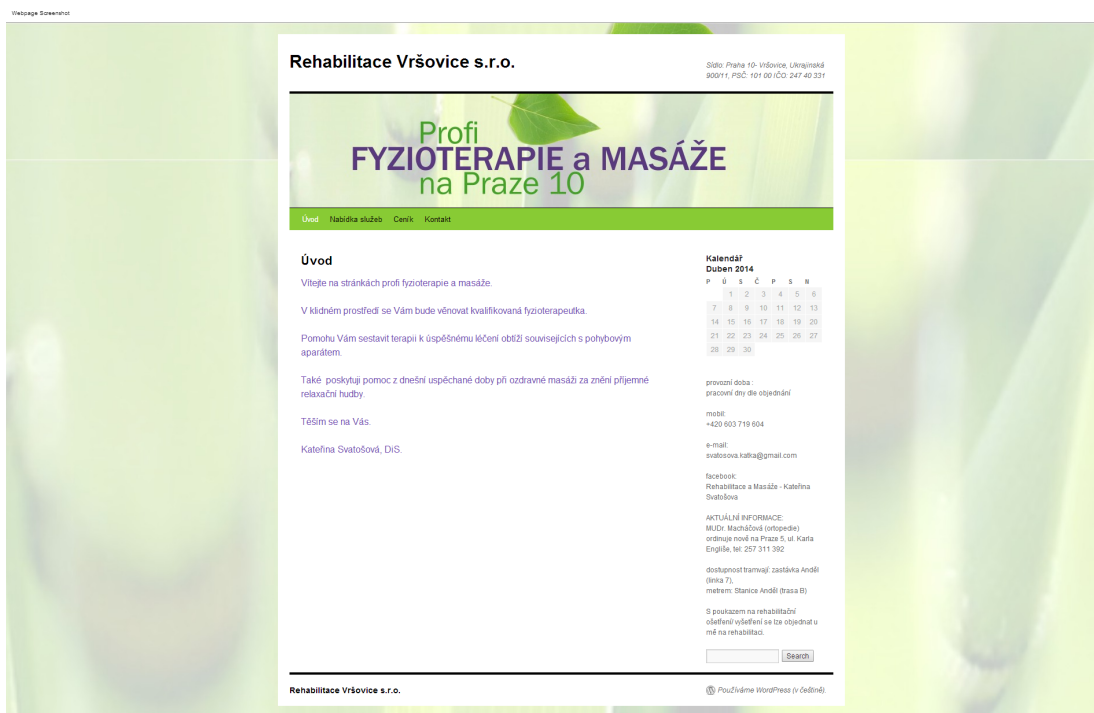 Webpage Screenshot
Rehabilitace Vršovice s.r.o.
Sídlo: Praha 10- Vršovice, Ukrajinská
900/11, PSČ: 101 00 IČO: 247 40 331
Profi
FYZIOTERAPIE a MASÁŽE
na Praze 10
Úvod Nabídka služeb Ceník Kontakt
Úvod
Vítejte na stránkách profi fyzioterapie a masáže.
V klidném prostředí se Vám bude věnovat kvalifikovaná fyzioterapeutka.
Pomohu Vám sestavit terapii k úspěšnému léčení obtíží souvisejících s pohybovým
aparátem.
Také poskytuji pomoc z dnešní uspěchané doby při ozdravné masáži za znění příjemné
relaxační hudby.
Těším se na Vás.
Kateřina Svatošová, DiS.
Kalendář
Duben 2014
P Ú S Č P S N
1 2 3 4 5 6
7 8 9 10 11 12 13
14 15 16 17 18 19 20
21 22 23 24 25 26 27
28 29 30
provozní doba :
pracovní dny dle objednání
mobil:
+420 603 719 604
e-mail:
svatosova.katka@gmail.com
facebook:
Rehabilitace a Masáže - Kateřina
Svatošova
AKTUÁLNÍ INFORMACE:
MUDr. Macháčová (ortopedie)
ordinuje nově na Praze 5, ul. Karla
Engliše, tel: 257 311 392
dostupnost tramvají: zastávka Anděl
(linka 7),
metrem: Stanice Anděl (trasa B)
S poukazem na rehabilitační
ošetření/ vyšetření se lze objednat u
mě na rehabilitaci.
Search
Rehabilitace Vršovice s.r.o.
Používáme WordPress (v češtině).